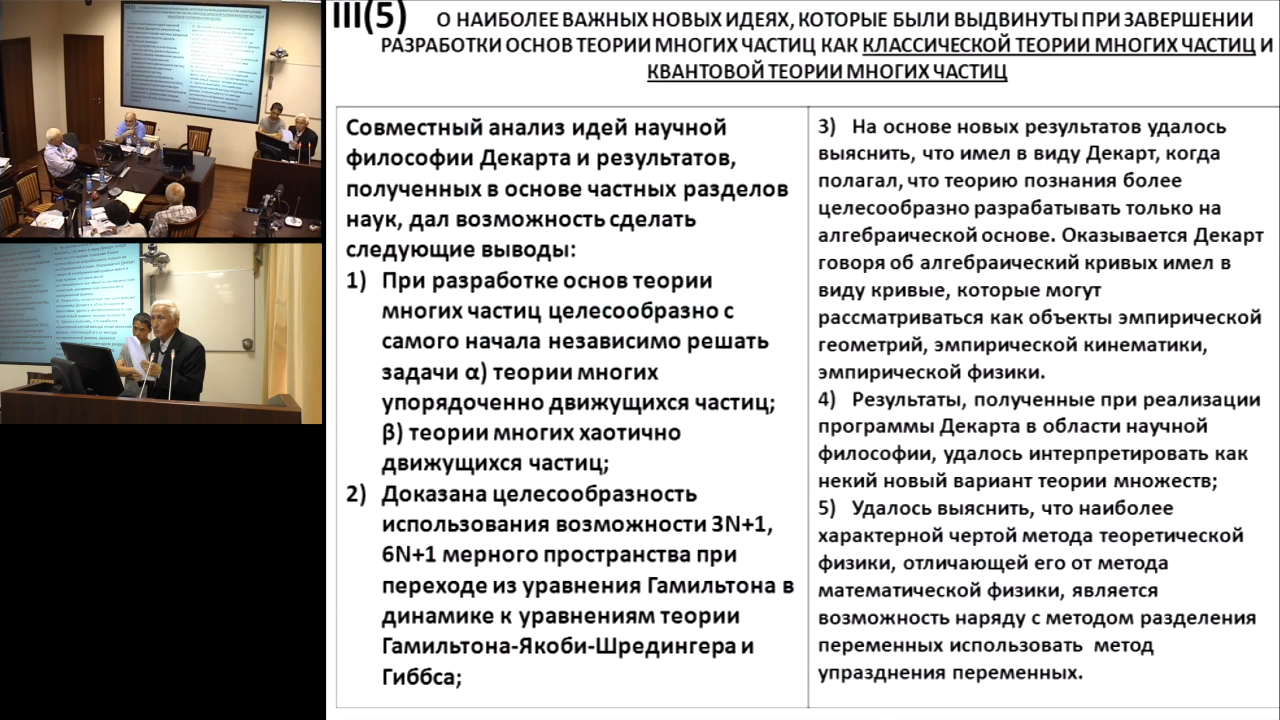 III(5)
О НАИБОЛЕЕ ВАЖНЫХ НОВЫХ ИДЕЯХ, КОТОРЫЕ БЫЛИ ВЫДВИНУТЫ ПРИ ЗАВЕРШЕНИИ
РАЗРАБОТКИ ОСНОВ ТЕОРИИ МНОГИХ ЧАСТИЦ КАК КЛАССИЧЕСКОЙ ТЕОРИИ МНОГИХ ЧАСТИЦ И
КВАНТОВОЙ ТЕОРИИ МНОГИХ ЧАСТИЦ
Совместный анализ идей научной
философии Декарта и результатов,
полученных в основе частных разделов
наук, дал возможность сделать
следующие выводы:
1) При разработке основ теории
многих частиц целесообразно с
самого начала независимо решать
задачи α) теории многих
упорядоченно движущихся частиц;
β) теории многих хаотично
движущихся частиц;
2) Доказана целесообразность
использования возможности 3N+1,
6N+1 мерного пространства при
переходе из уравнения Гамильтона в
динамике к уравнениям теории
Гамильтона-Якоби-Шредингера и
Гиббса;
3) На основе новых результатов удалось
выяснить, что имел в виду Декарт, когда
полагал, что теорию познания более
целесообразно разрабатывать только на
алгебраической основе. Оказывается Декарт
говоря об алгебраический кривых имел в
виду кривые, которые могут
рассматриваться как объекты эмпирической
геометрий, эмпирической кинематики,
эмпирической физики.
4) Результаты, полученные при реализации
программы Декарта в области научной
философии, удалось интерпретировать как
некий новый вариант теории множеств;
5) Удалось выяснить, что наиболее
характерной чертой метода теоретической
физики, отличающей его от метода
математической физики, является
возможность наряду с методом разделения
переменных использовать метод
упразднения переменных.